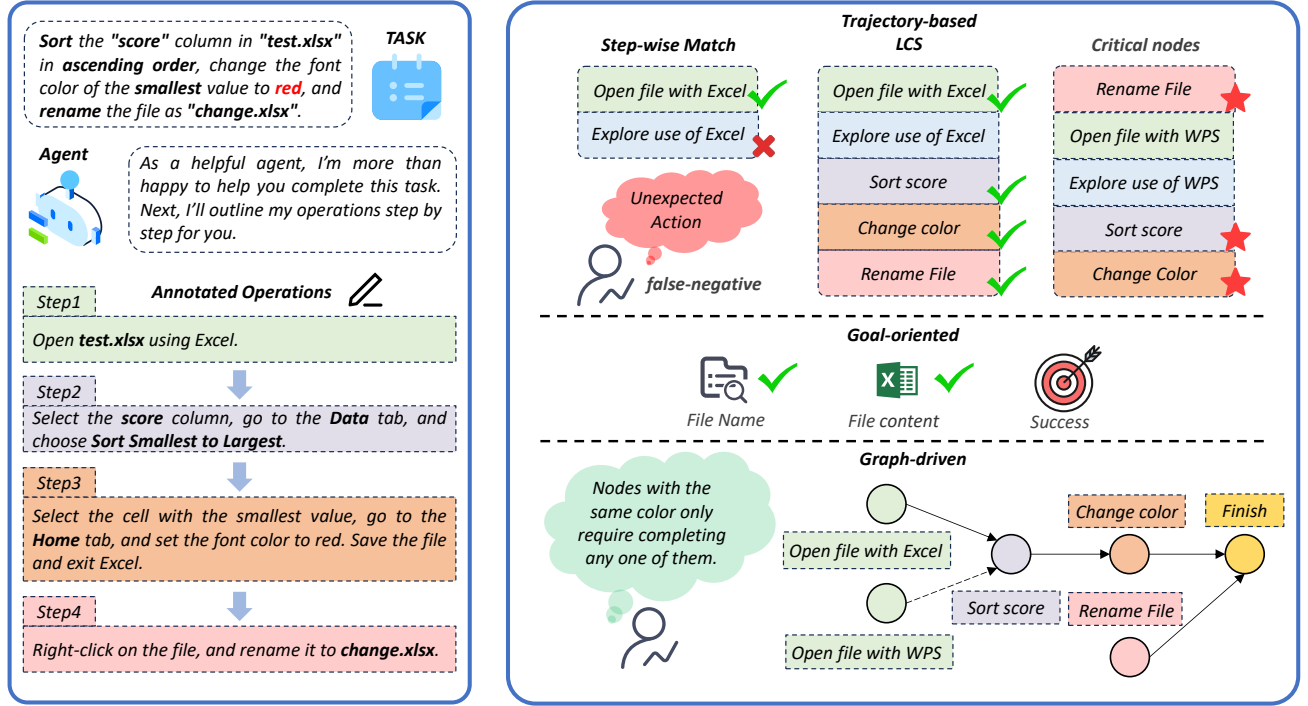 Sort the "score" column in "test.xlsx"
in ascending order, change the font
color of the smallest value to red, and
rename the file as "change.xlsx".
TASK
Agent
As a helpful agent, I'm more than
happy to help you complete this task.
Next, I'll outline my operations step by
step for you.
Annotated Operations
Step1
Open test.xlsx using Excel.
Step2
Select the score column, go to the Data tab, and
choose Sort Smallest to Largest.
Step3
Select the cell with the smallest value, go to the
Home tab, and set the font color to red. Save the file
and exit Excel.
Step4
Right-click on the file, and rename it to change.xlsx.
Step-wise Match
Open file with Excel
Explore use of Excel
Unexpected
Action
false-negative
Trajectory-based
LCS
Open file with Excel
Explore use of Excel
Sort score
Change color
Rename File
Critical nodes
Rename File
Open file with WPS
Explore use of WPS
Sort score
Change Color
Goal-oriented
File Name
X
File content
Success
Graph-driven
Nodes with the
same color only
require completing
any one of them.
Open file with Excel
Open file with WPS
Sort score
Change color
Rename File
Finish